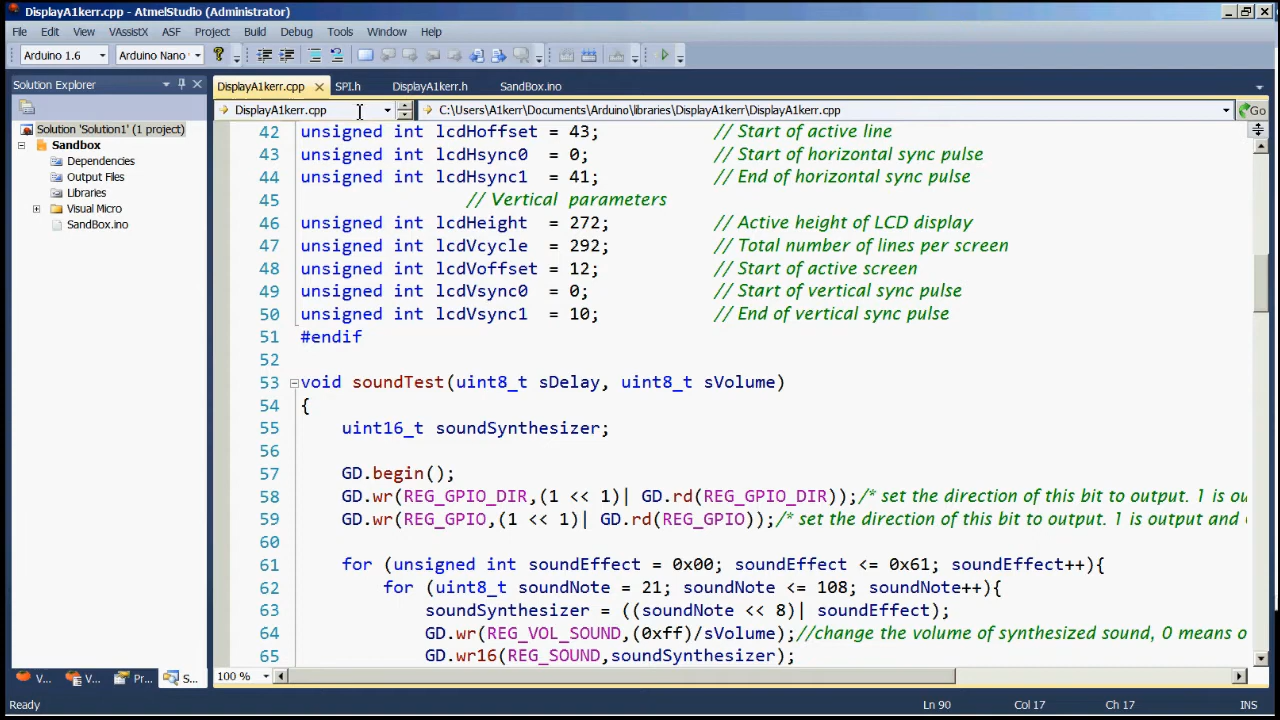 DisplayA1kerr.cpp - AtmelStudio (Administrator)
File Edit View VAssistX ASF Project Build Debug Tools Window Help
Arduino 1.6 Arduino Nano
Solution Explorer
DisplayA1kerr.cpp SPI.h DisplayA1kerr.h SandBox.ino
DisplayA1kerr.cpp C:\Users\A1kerr\Documents\Arduino\libraries\DisplayA1kerr\DisplayA1kerr.cpp Go
Solution 'Solution1' (1 project)
Sandbox
Dependencies
Output Files
Libraries
Visual Micro
SandBox.ino
42 unsigned int lcdHoffset = 43; // Start of active line
43 unsigned int lcdHsync0 = 0; // Start of horizontal sync pulse
44 unsigned int lcdHsync1 = 41; // End of horizontal sync pulse
45 // Vertical parameters
46 unsigned int lcdHeight = 272; // Active height of LCD display
47 unsigned int lcdVcycle = 292; // Total number of lines per screen
48 unsigned int lcdVoffset = 12; // Start of active screen
49 unsigned int lcdVsync0 = 0; // Start of vertical sync pulse
50 unsigned int lcdVsync1 = 10; // End of vertical sync pulse
51 #endif
52
53 void soundTest(uint8_t sDelay, uint8_t sVolume)
54 {
55 uint16_t soundSynthesizer;
56
57 GD.begin();
58 GD.wr(REG_GPIO_DIR,(1 << 1)| GD.rd(REG_GPIO_DIR));/* set the direction of this bit to output. 1 is ou
59 GD.wr(REG_GPIO,(1 << 1)| GD.rd(REG_GPIO));/* set the direction of this bit to output. 1 is output and
60
61 for (unsigned int soundEffect = 0x00; soundEffect <= 0x61; soundEffect++){
62 for (uint8_t soundNote = 21; soundNote <= 108; soundNote++){
63 soundSynthesizer = ((soundNote << 8)| soundEffect);
64 GD.wr(REG_VOL_SOUND,(0xff)/sVolume);//change the volume of synthesized sound, 0 means o
65 GD.wr16(REG_SOUND,soundSynthesizer);
V... V... Pr... S...
100 %
Ready Ln 90 Col 17 Ch 17 INS